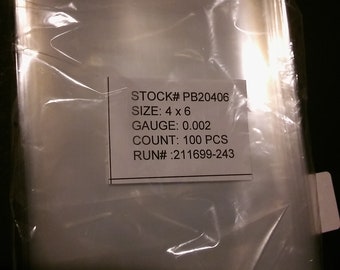 STOCK# PB20406
SIZE: 4 x 6
GAUGE: 0.002
COUNT: 100 PCS
RUN# :211699-243